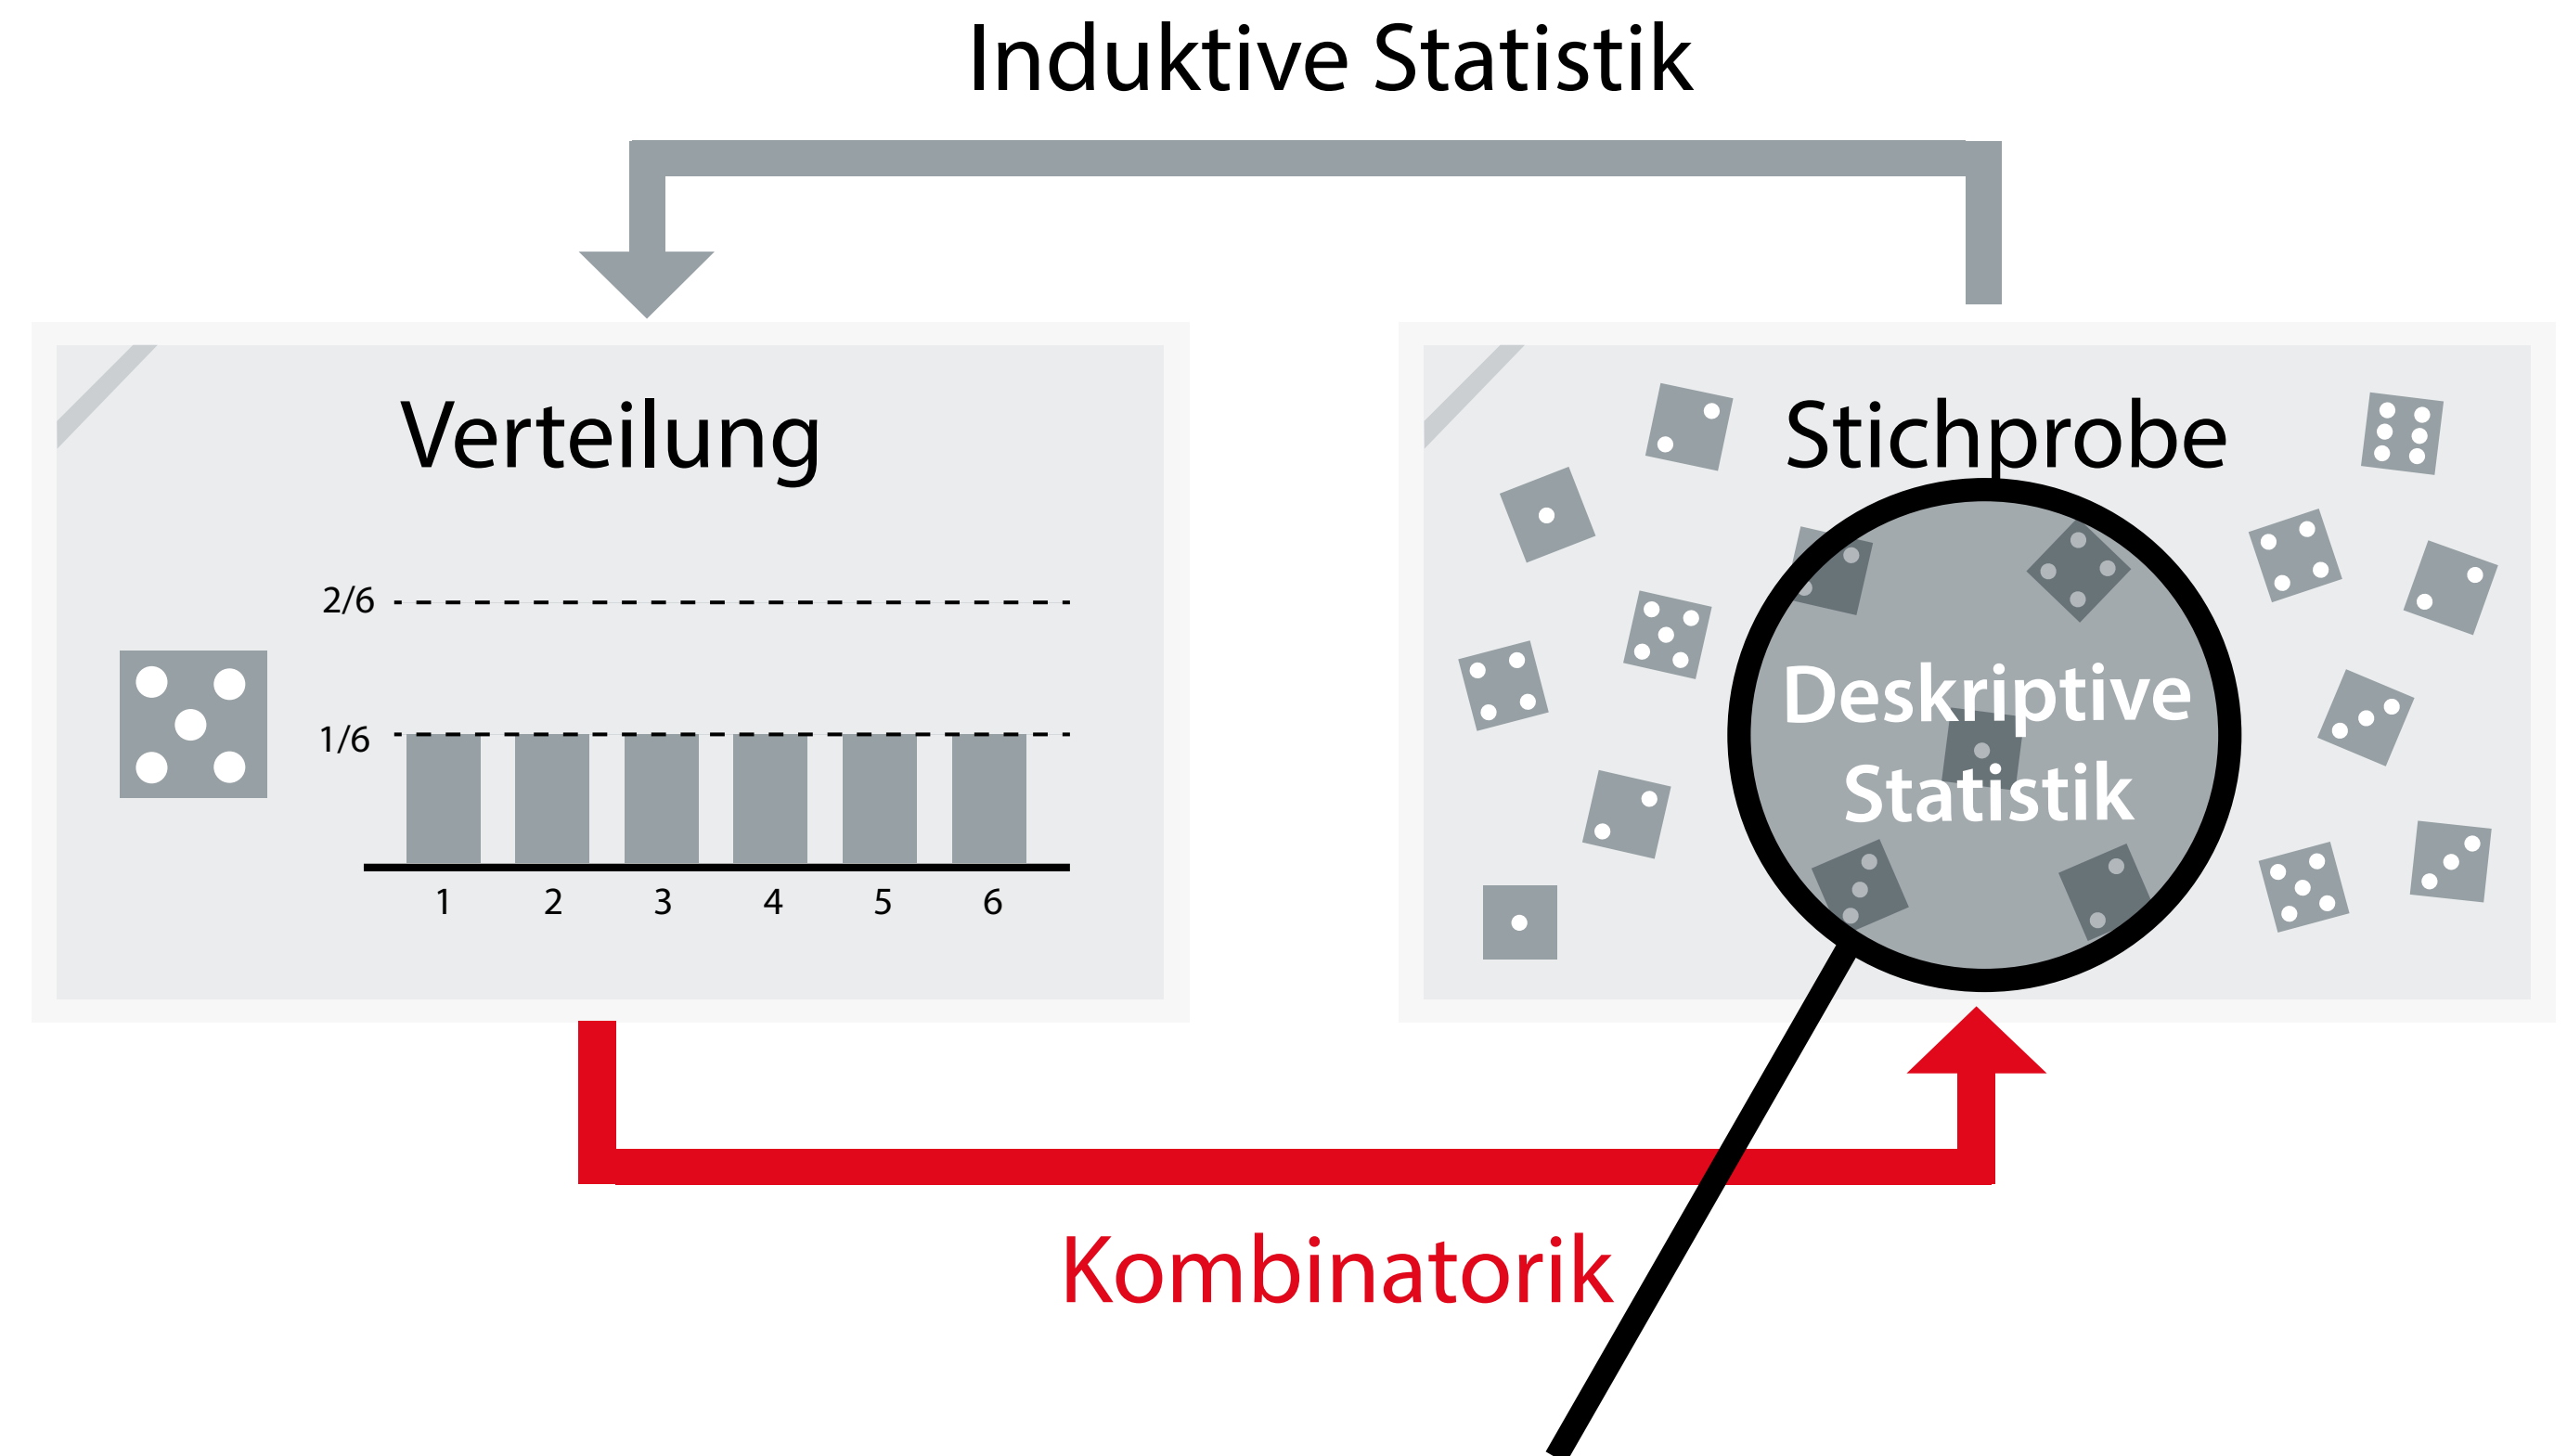 Induktive Statistik
Verteilung
2/6
1/6
1 2 3 4 5 6
Stichprobe
Deskriptive
Statistik
Kombinatorik